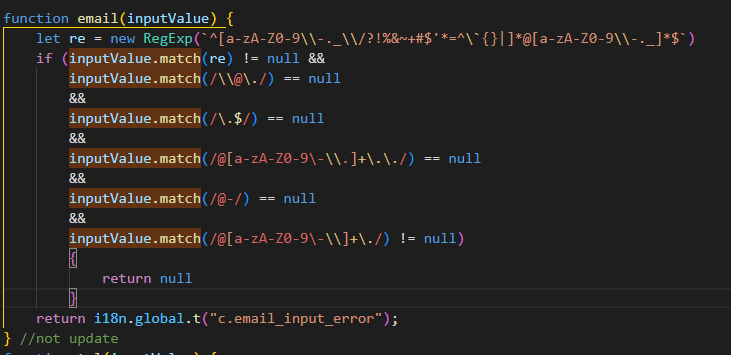 function email(inputValue) {
let re = new RegExp(`^[a-zA-Z0-9\\-._\\/?!%&~+#$'*=^\`{}|]*@[a-zA-Z0-9\\-._]*$`)
if (inputValue.match(re) != null &&
inputValue.match(/\\@\./) == null
&&
inputValue.match(/\.$/) == null
&&
inputValue.match(/@[a-zA-Z0-9\-\\.]+\.\./) == null
&&
inputValue.match(/@-/) == null
&&
inputValue.match(/@[a-zA-Z0-9\-\\]+\./) != null)
{
return null
}
return i18n.global.t("c.email_input_error");
} //not update